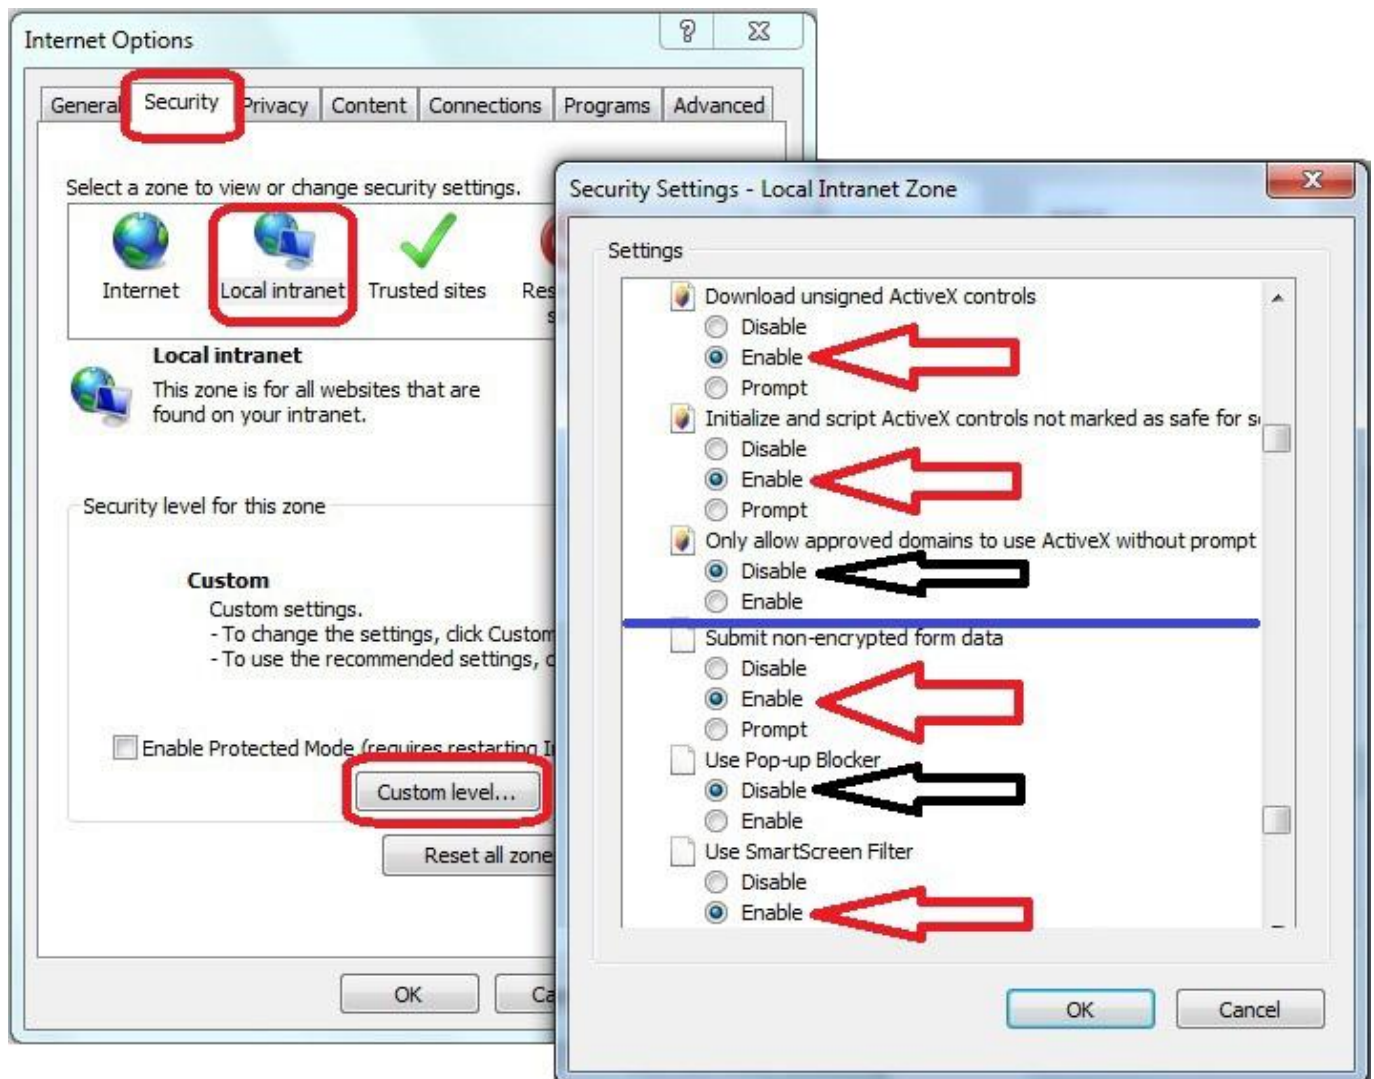 Internet Options
General Security Privacy Content Connections Programs Advanced
Select a zone to view or change security settings.
Internet Local intranet Trusted sites
Local intranet
This zone is for all websites that are
found on your intranet.
Security level for this zone
Custom
Custom settings.
- To change the settings, click Custom
- To use the recommended settings,
Enable Protected Mode (requires restarting
Custom level...
Reset all zone
OK
Security Settings - Local Intranet Zone
Settings
Download unsigned ActiveX controls
Disable
Enable
Prompt
Initialize and script ActiveX controls not marked as safe for
Disable
Enable
Prompt
Only allow approved domains to use ActiveX without prompt
Disable
Enable
Submit non-encrypted form data
Disable
Enable
Prompt
Use Pop-up Blocker
Disable
Enable
Use SmartScreen Filter
Disable
Enable
OK Cancel